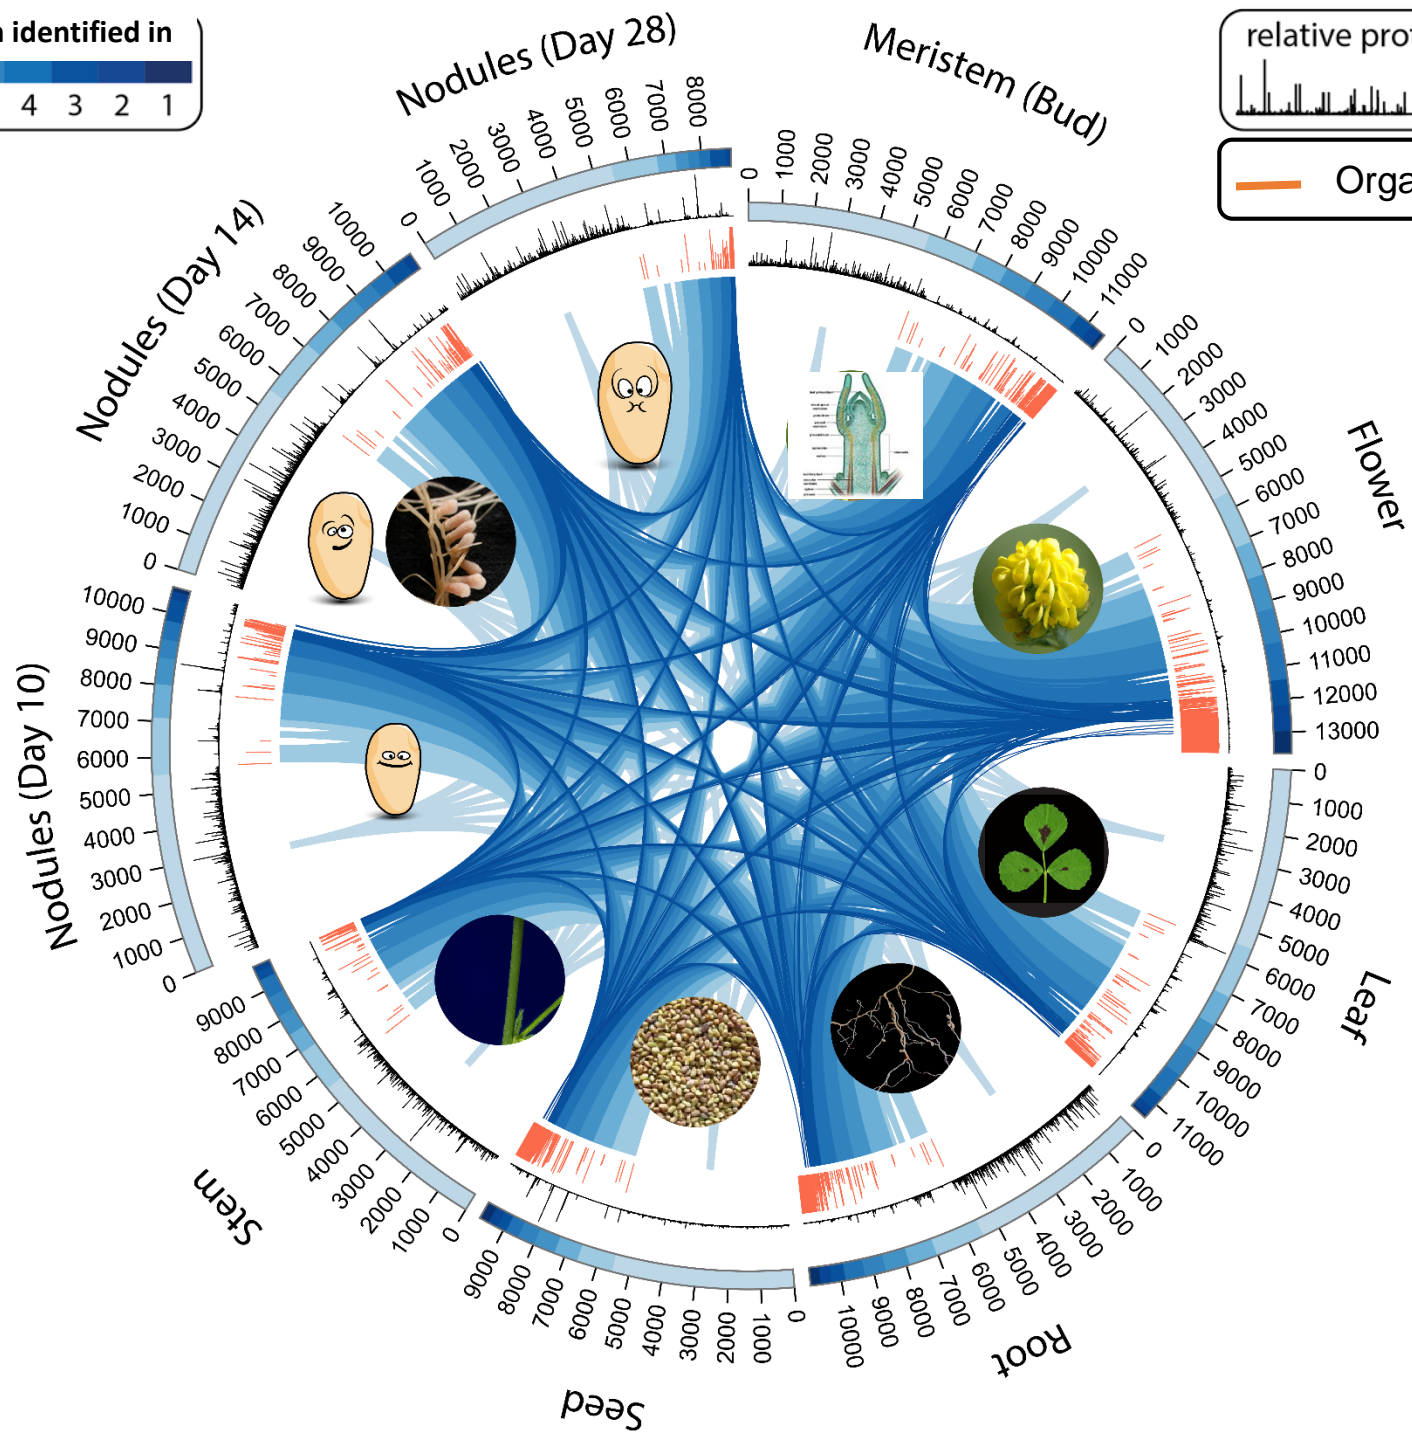 n identified in
4 3 2 1
relative prot
Orga
Nodules (Day 28)
0 1000 2000 3000 4000 5000 6000 7000 8000
Meristem (Bud)
0 1000 2000 3000 4000 5000 6000 7000 8000 9000 10000 11000
Flower
0 1000 2000 3000 4000 5000 6000 7000 8000 9000 10000 11000 12000 13000
Leaf
0 1000 2000 3000 4000 5000 6000 7000 8000 9000 10000 11000
Root
0 1000 2000 3000 4000 5000 6000 7000 8000 9000 10000
Seed
0 1000 2000 3000 4000 5000 6000 7000 8000 9000
Stem
0 1000 2000 3000 4000 5000 6000 7000 8000 9000
Nodules (Day 10)
0 1000 2000 3000 4000 5000 6000 7000 8000 9000 10000
Nodules (Day 14)
0 1000 2000 3000 4000 5000 6000 7000 8000 9000 10000